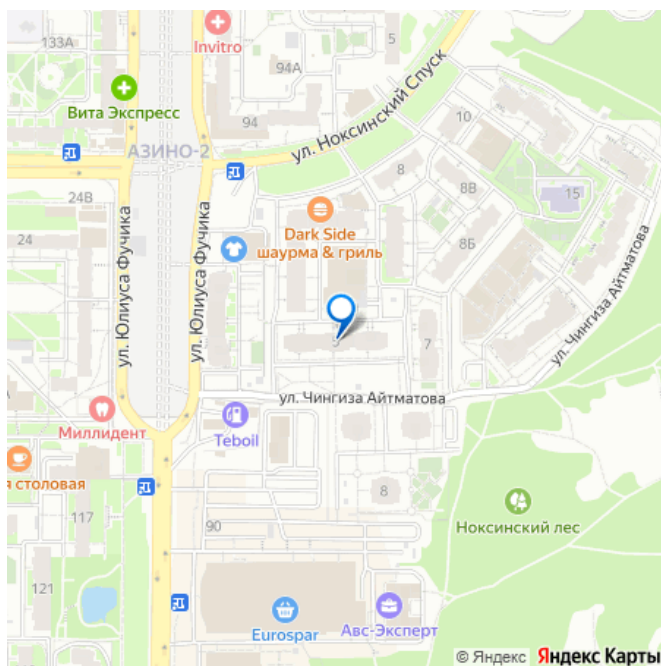 133А
Invitro
5
94А
Вита Экспресс
94
ул. Ноксинский Спуск
10
АЗИНО-2
8
8В
15
24В
Dark Side
шаурма & гриль
24
8Б
ул. Юлиуса Фучика
ул. Юлиуса Фучика
ул. Чингиза Айтматова
7
ул. Чингиза Айтматова
Миллидент
Teboil
я столовая
8
Ноксинский лес
117
90
121
Eurospar
Авс-Эксперт
© Яндекс Яндекс Карты